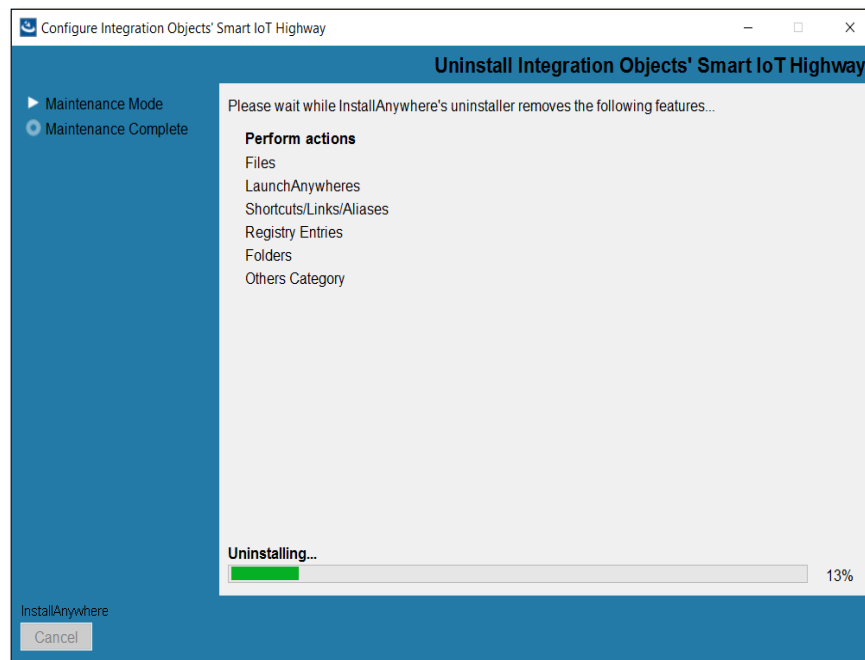 Configure Integration Objects' Smart IoT Highway
Uninstall Integration Objects' Smart IoT Highway
Maintenance Mode
Maintenance Complete
Please wait while InstallAnywhere's uninstaller removes the following features...
Perform actions
Files
LaunchAnywheres
Shortcuts/Links/Aliases
Registry Entries
Folders
Others Category
Uninstalling...
13%
InstallAnywhere
Cancel